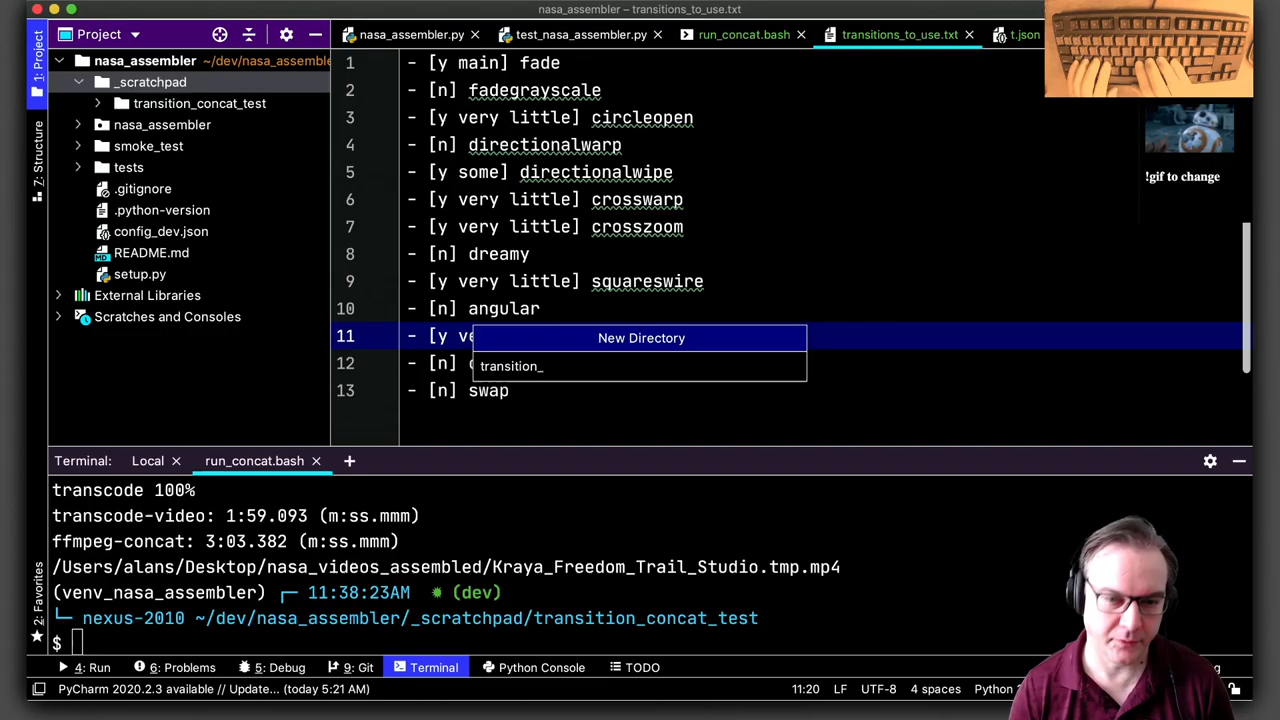 nasa_assembler – transitions_to_use.txt
Project
nasa_assembler.py
test_nasa_assembler.py
run_concat.bash
transitions_to_use.txt
t.json
1: Project
7: Structure
2: Favorites
nasa_assembler ~/dev/nasa_assemble
_scratchpad
transition_concat_test
nasa_assembler
smoke_test
tests
.gitignore
.python-version
config_dev.json
README.md
setup.py
External Libraries
Scratches and Consoles
1 - [y main] fade
2 - [n] fadegrayscale
3 - [y very little] circleopen
4 - [n] directionalwarp
5 - [y some] directionalwipe
6 - [y very little] crosswarp
7 - [y very little] crosszoom
8 - [n] dreamy
9 - [y very little] squareswire
10 - [n] angular
11 - [y ve
12 - [n]
13 - [n] swap
New Directory
transition_
!gif to change
Terminal: Local run_concat.bash +
transcode 100%
transcode-video: 1:59.093 (m:ss.mmm)
ffmpeg-concat: 3:03.382 (m:ss.mmm)
/Users/alans/Desktop/nasa_videos_assembled/Kraya_Freedom_Trail_Studio.tmp.mp4
(venv_nasa_assembler) 11:38:23AM (dev)
nexus-2010 ~/dev/nasa_assembler/_scratchpad/transition_concat_test
$
4: Run 6: Problems 5: Debug 9: Git Terminal Python Console TODO
PyCharm 2020.2.3 available // Update... (today 5:21 AM) 11:20 LF UTF-8 4 spaces Python